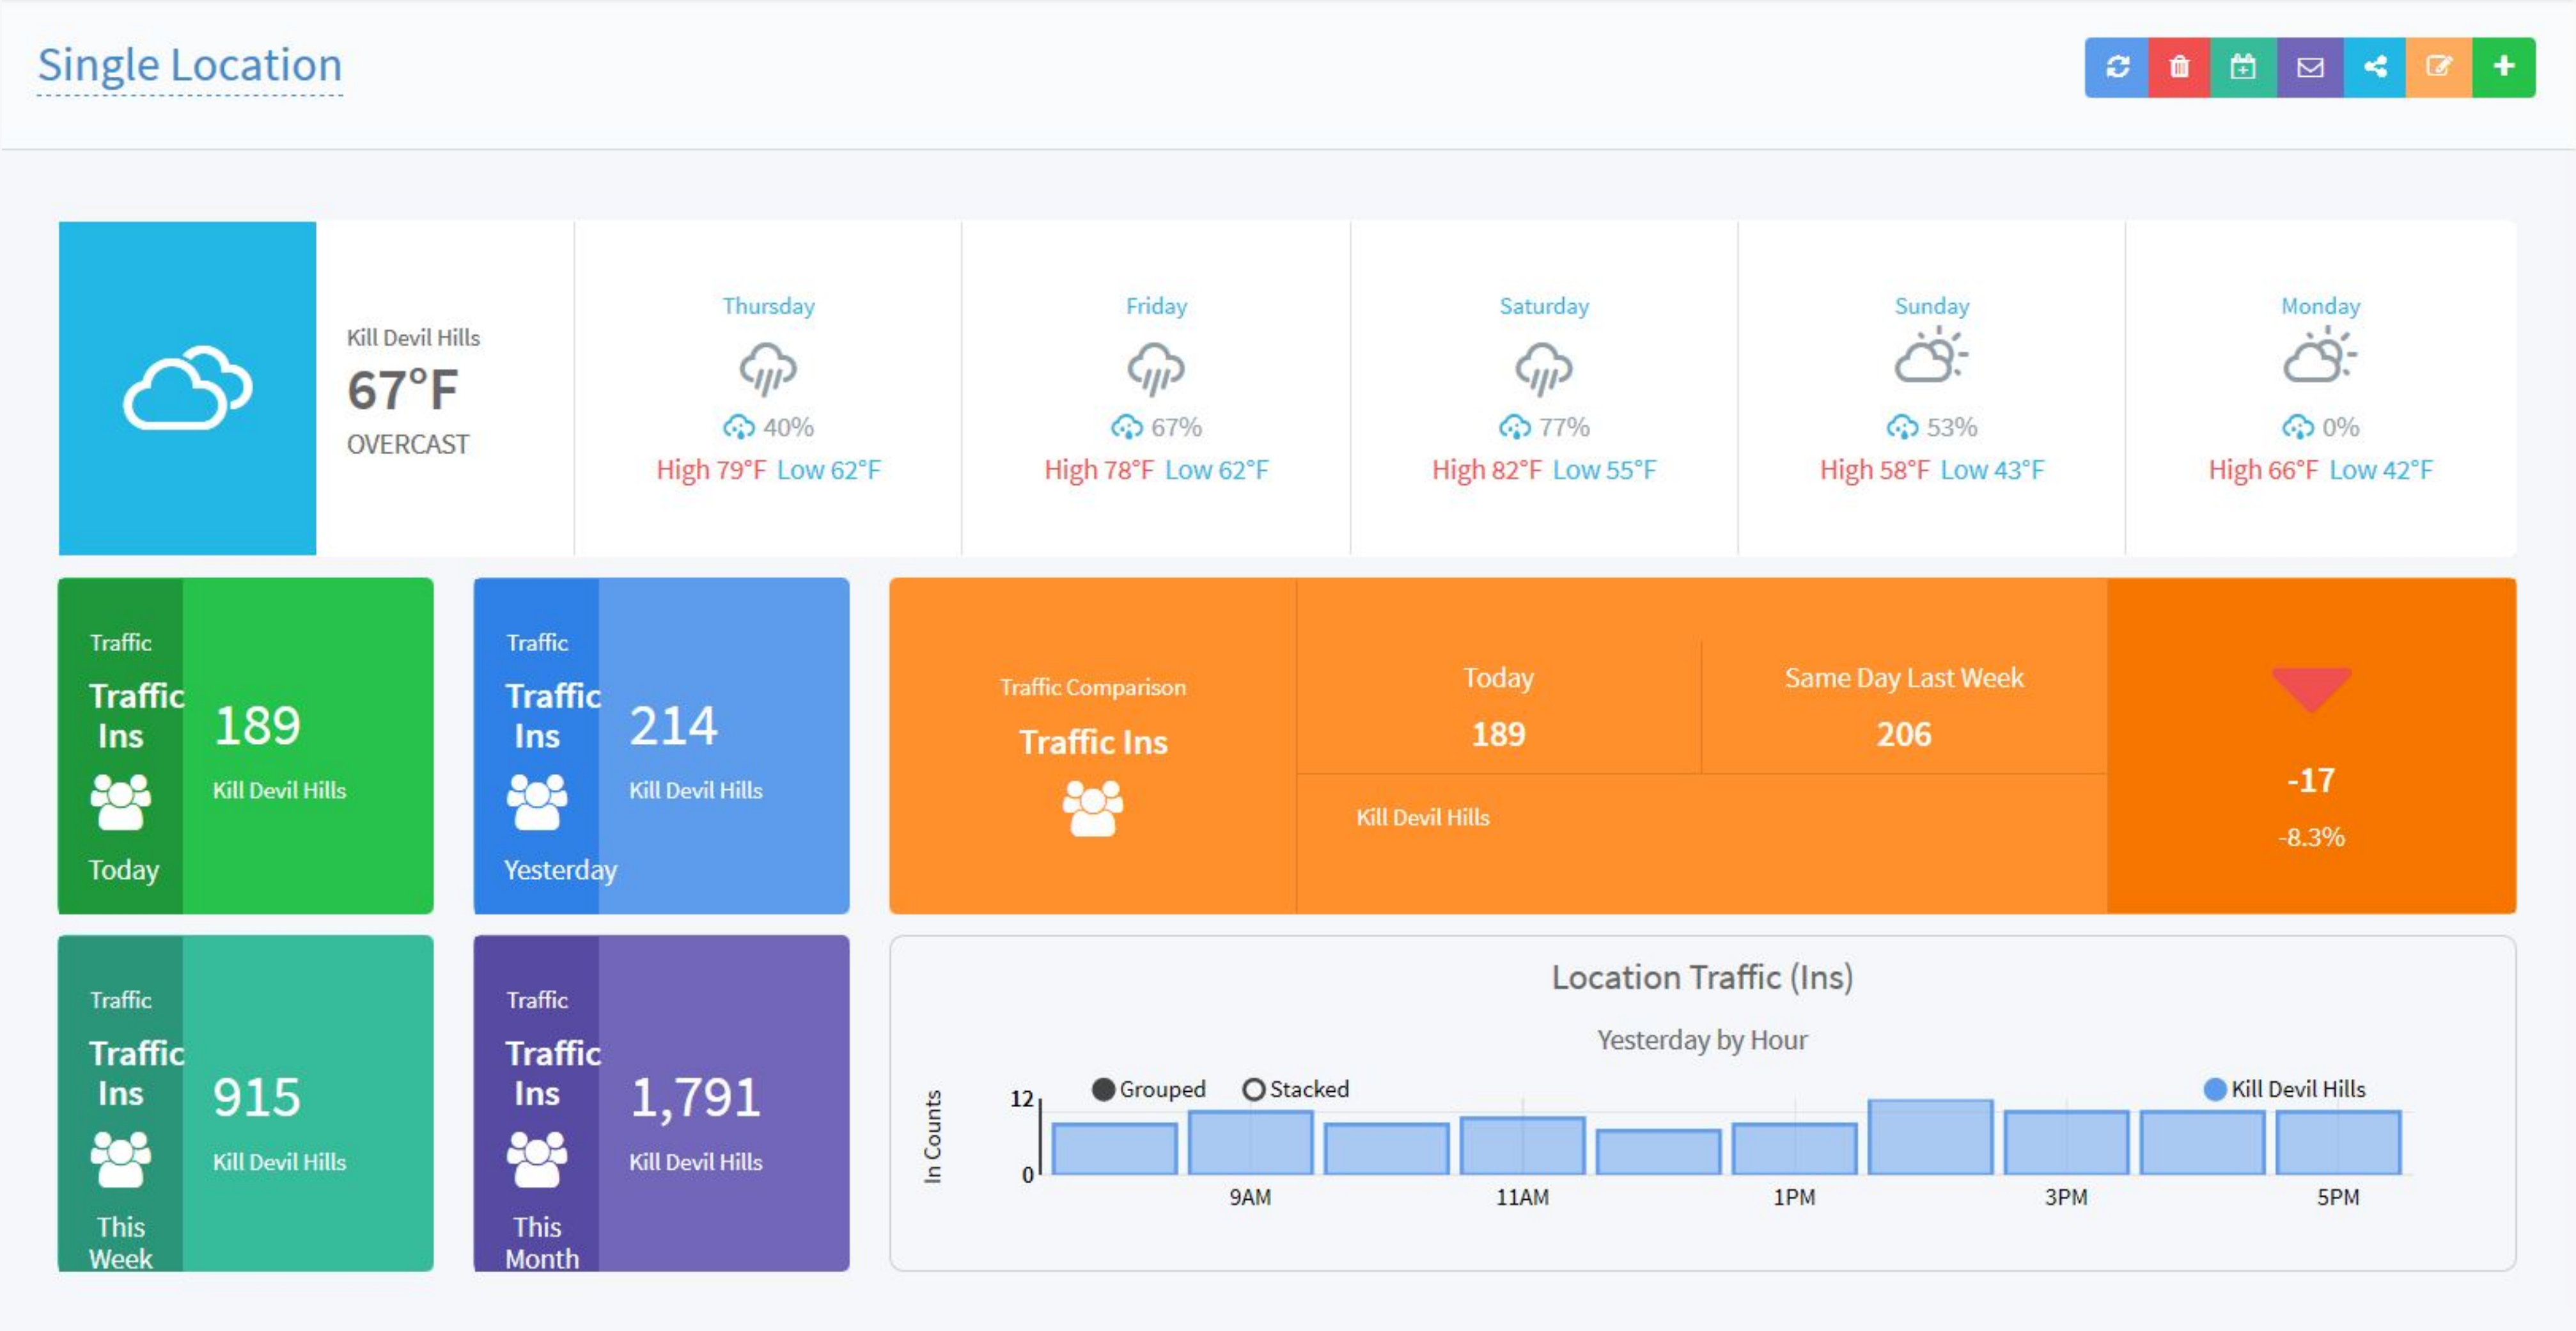 Single Location
Kill Devil Hills
67°F
OVERCAST
Thursday
40%
High 79°F Low 62°F
Friday
67%
High 78°F Low 62°F
Saturday
77%
High 82°F Low 55°F
Sunday
53%
High 58°F Low 43°F
Monday
0%
High 66°F Low 42°F
Traffic
Traffic
Ins
Today
189
Kill Devil Hills
Traffic
Traffic
Ins
Yesterday
214
Kill Devil Hills
Traffic Comparison
Traffic Ins
Today
189
Same Day Last Week
206
Kill Devil Hills
-17
-8.3%
Traffic
Traffic
Ins
This
Week
915
Kill Devil Hills
Traffic
Traffic
Ins
This
Month
1,791
Kill Devil Hills
Location Traffic (Ins)
Yesterday by Hour
Grouped Stacked
Kill Devil Hills
In Counts
12
0
9AM 11AM 1PM 3PM 5PM